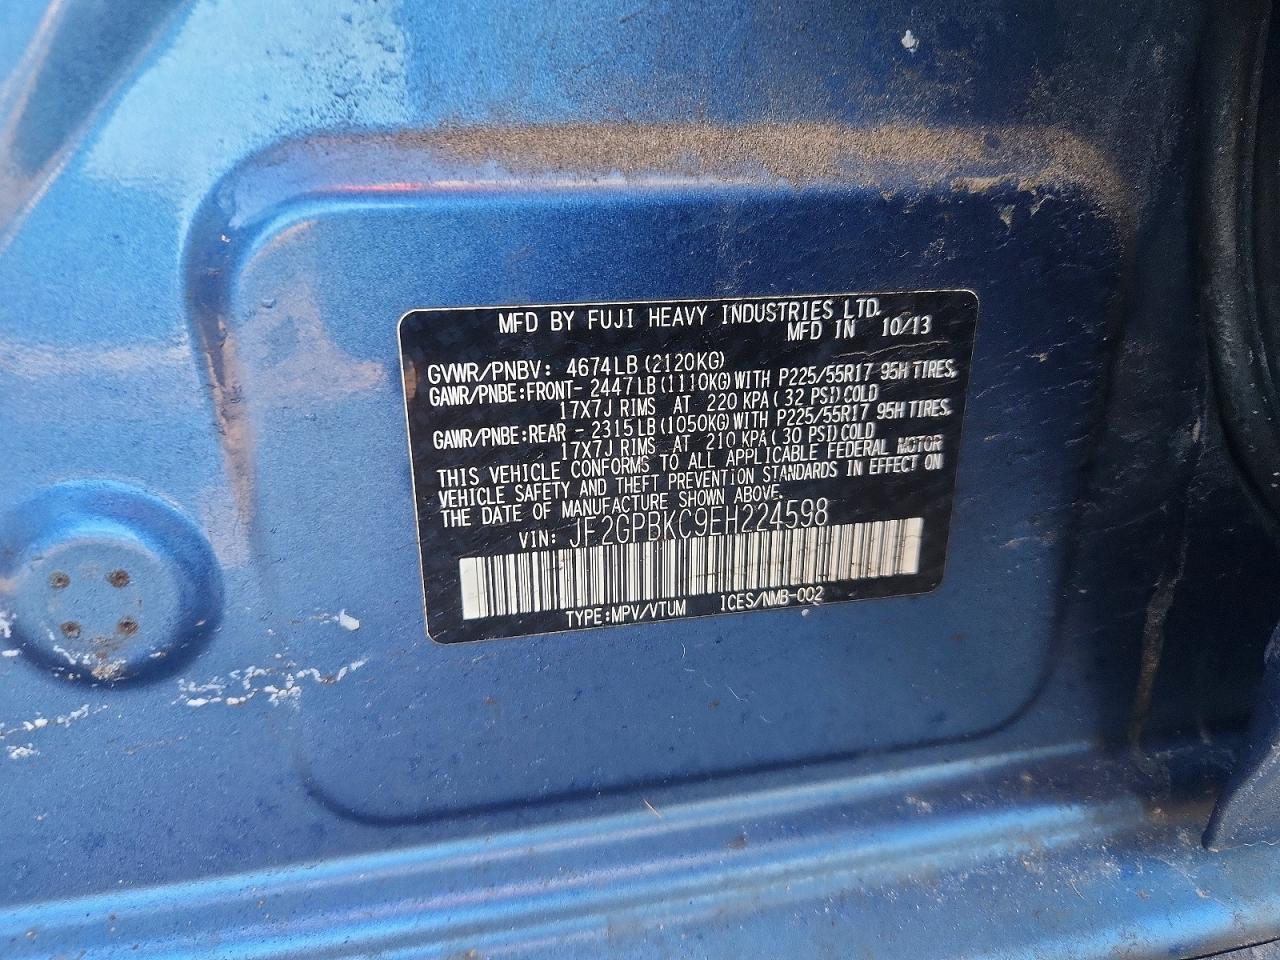 MFD BY FUJI HEAVY INDUSTRIES LTD.
MFD IN 10/13
GVWR/PNBV: 4674LB (2120KG)
GAWR/PNBE:FRONT- 2447LB (1110KG) WITH P225/55R17 95H TIRES,
17X7J RIMS AT 220 KPA (32 PSI) COLD
GAWR/PNBE:REAR - 2315LB (1050KG) WITH P225/55R17 95H TIRES,
17X7J RIMS AT 210 KPA (30 PSI) COLD
THIS VEHICLE CONFORMS TO ALL APPLICABLE FEDERAL MOTOR
VEHICLE SAFETY AND THEFT PREVENTION STANDARDS IN EFFECT ON
THE DATE OF MANUFACTURE SHOWN ABOVE.
VIN: JF2GPBKC9EH224598
TYPE:MPV/VTUM ICES/NMB-002